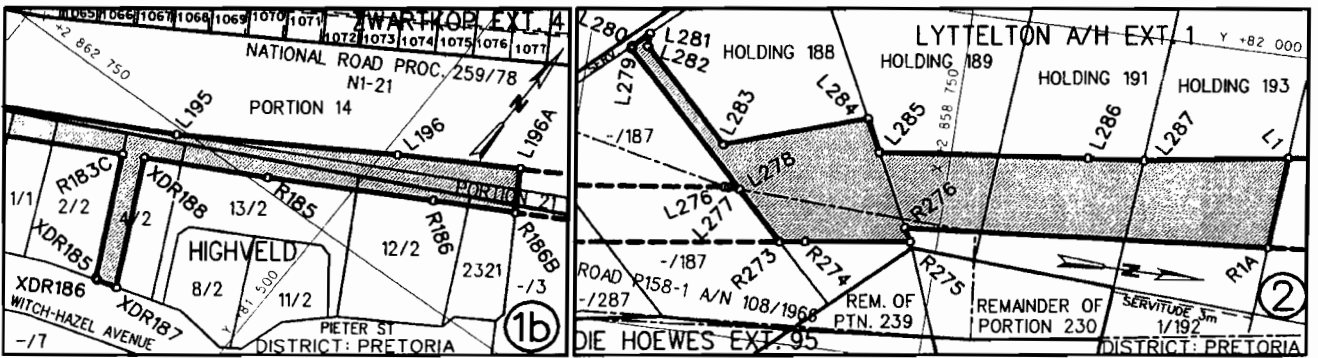 1065 1066 1067 1068 1069 1070 1071
ZWARTKOP EXT. 4
1072 1073 1074 1075 1076 1077
+2 862 750
NATIONAL ROAD PROC. 259/78
N1-21
PORTION 14
N
L195
L196
L196A
PORTION 21
R183C
XDR188
R185
R186
R186B
1/1
2/2
4/2
13/2
12/2
2321
-/3
HIGHVELD
8/2
11/2
XDR185
XDR186
XDR187
WITCH-HAZEL AVENUE
Y +81 500
PIETER ST
-/7
DISTRICT: PRETORIA
1b
L280
L281
L282
L279
HOLDING 188
LYTTELTON A/H EXT. 1
Y +82 000
HOLDING 189
HOLDING 191
HOLDING 193
+2 858 750
L283
L284
L285
L286
L287
L1
-/187
L278
L276
L277
R276
-/187
R273
R274
R275
R1A
N
ROAD P158-1 A/N 108/1968
-/287
REM. OF
PTN. 239
REMAINDER OF
PORTION 230
SERVITUDE 3m
1/192
2
DIE HOEWES EXT. 95
DISTRICT: PRETORIA